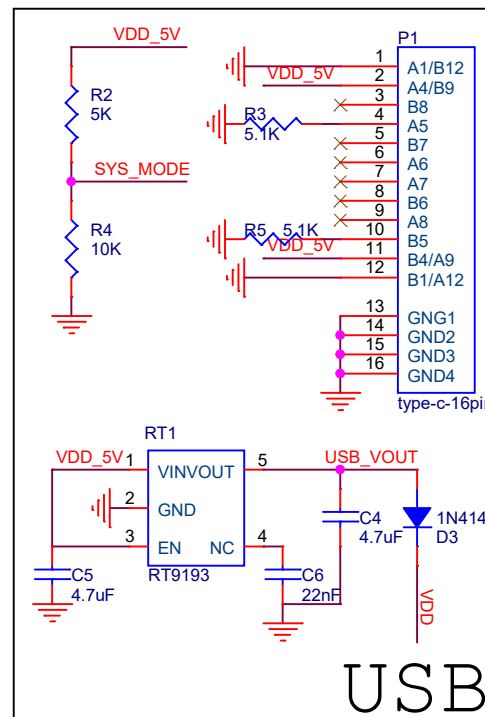 VDD_5V
R2
5K
SYS_MODE
R4
10K
P1
1 A1/B12
VDD_5V 2 A4/B9
3 B8
R3 4 A5
5.1K
5 B7
6 A6
7 A7
8 B6
9 A8
R5 5.1K 10 B5
VDD_5V 11 B4/A9
12 B1/A12
13 GNG1
14 GND2
15 GND3
16 GND4
type-c-16pin
RT1
VDD_5V 1 VINVOUT 5 USB_VOUT
2 GND
3 EN NC 4
RT9193
C5
4.7uF
C6
22nF
C4
4.7uF
1N414
D3
VDD
USB